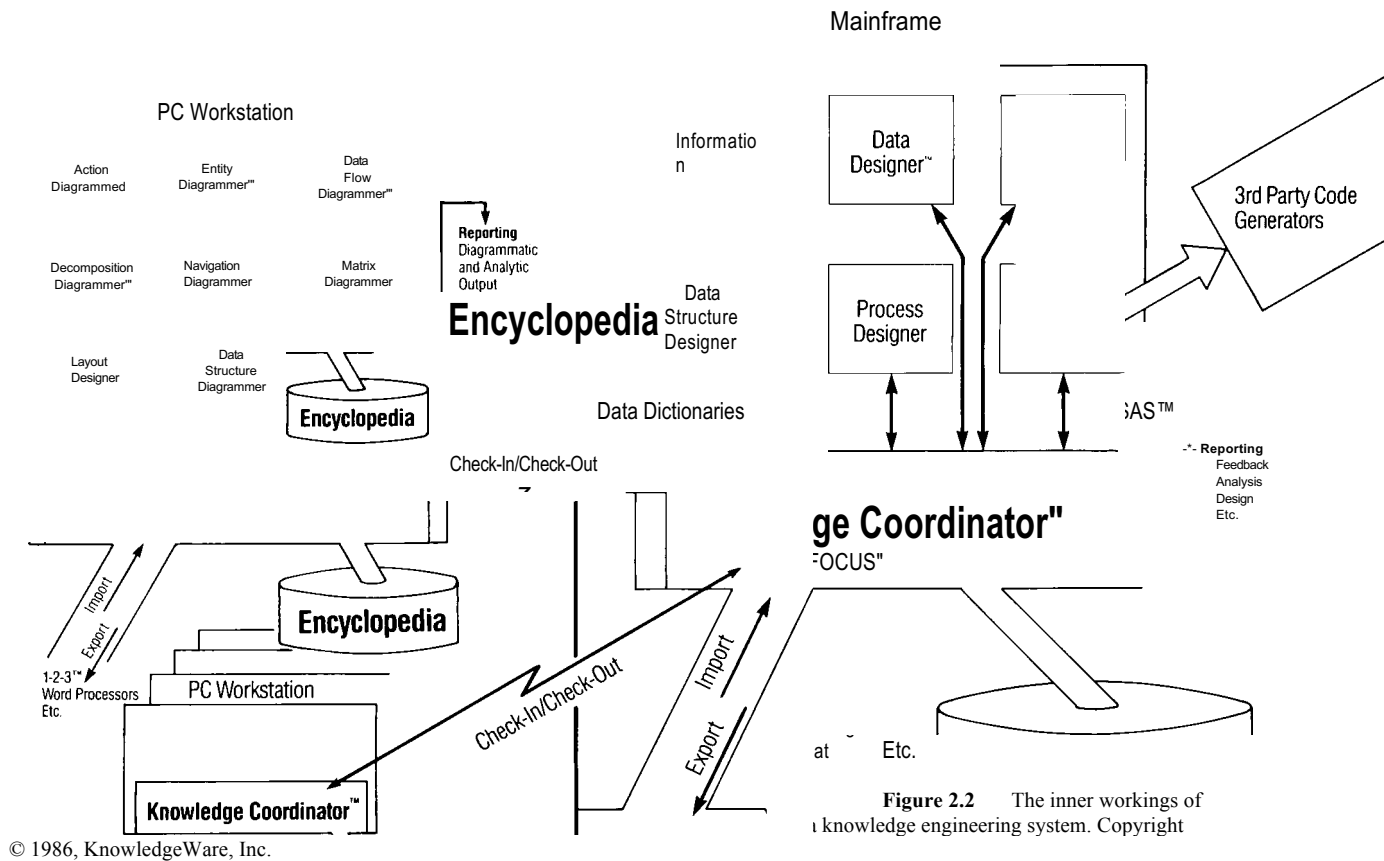 Mainframe
PC Workstation
Action
Diagrammed
Entity
Diagrammer'"
Data
Flow
Diagrammer'"
Decomposition
Diagrammer'"
Navigation
Diagrammer
Matrix
Diagrammer
Layout
Designer
Data
Structure
Diagrammer
Encyclopedia
Reporting
Diagrammatic
and Analytic
Output
Encyclopedia
Informatio
n
Data
Structure
Designer
Data Dictionaries
Check-In/Check-Out
Data
Designer™
Process
Designer
3rd Party Code
Generators
SAS™
-*- Reporting
Feedback
Analysis
Design
Etc.
ge Coordinator"
FOCUS"
Import
Export
1-2-3™
Word Processors
Etc.
Encyclopedia
PC Workstation
Knowledge Coordinator™
Check-In/Check-Out
Import
Export
at
Etc.
Figure 2.2 The inner workings of
knowledge engineering system. Copyright
© 1986, KnowledgeWare, Inc.